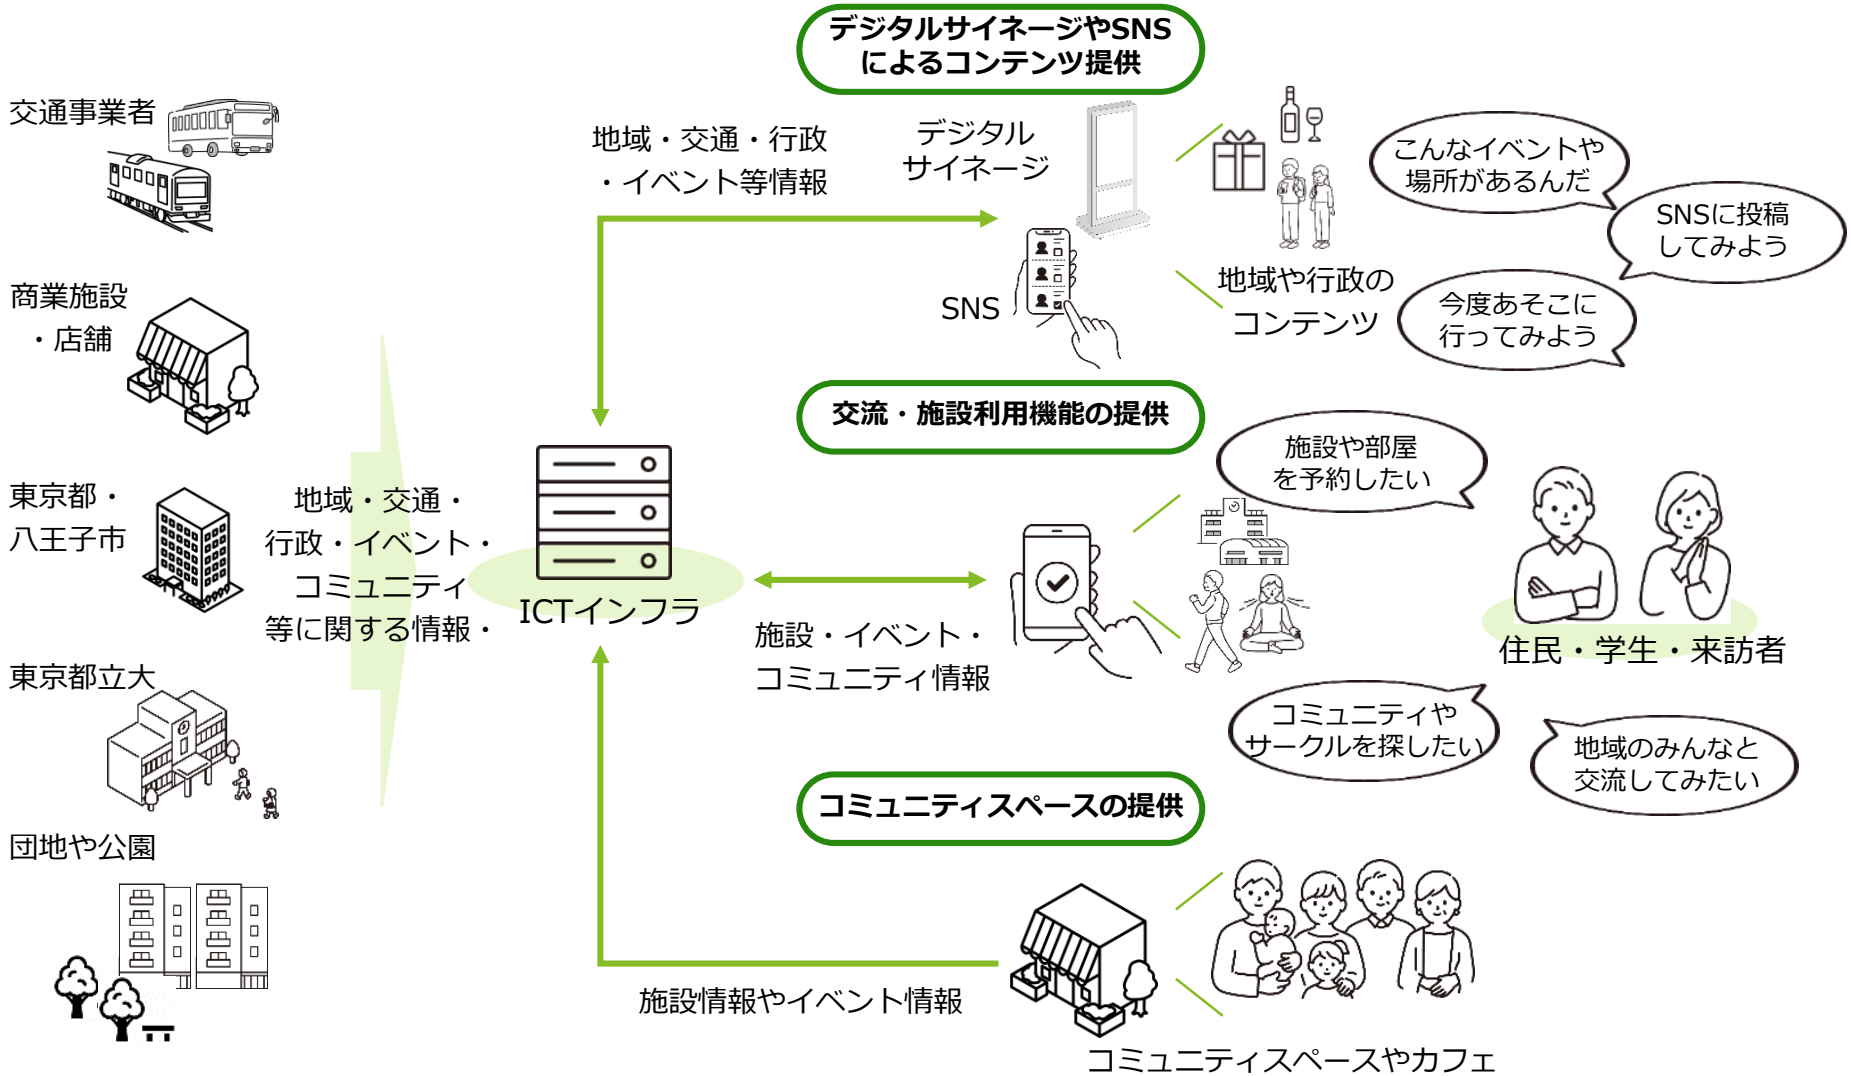 デジタルサイネージやSNS
によるコンテンツ提供
交通事業者
地域・交通・行政
・イベント等情報
デジタル
サイネージ
こんなイベントや
場所があるんだ
SNSに投稿
してみよう
商業施設
・店舗
SNS
地域や行政の
コンテンツ
今度あそこに
行ってみよう
交流・施設利用機能の提供
施設や部屋
を予約したい
東京都・
八王子市
地域・交通・
行政・イベント・
コミュニティ
等に関する情報・
ICTインフラ
施設・イベント・
コミュニティ情報
住民・学生・来訪者
東京都立大
コミュニティや
サークルを探したい
地域のみんなと
交流してみたい
コミュニティスペースの提供
団地や公園
施設情報やイベント情報
コミュニティスペースやカフェ